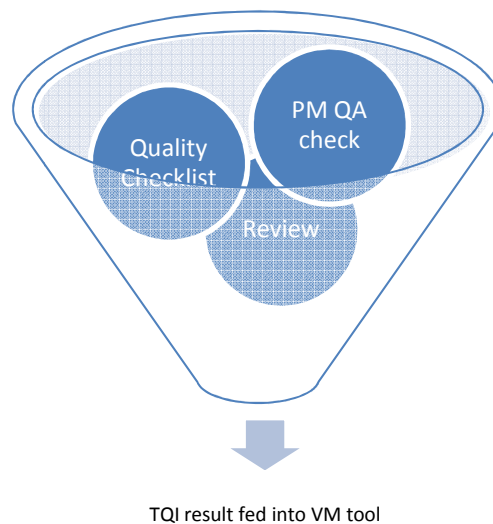 PM QA
check
Quality
Checklist
Review
TQI result fed into VM tool